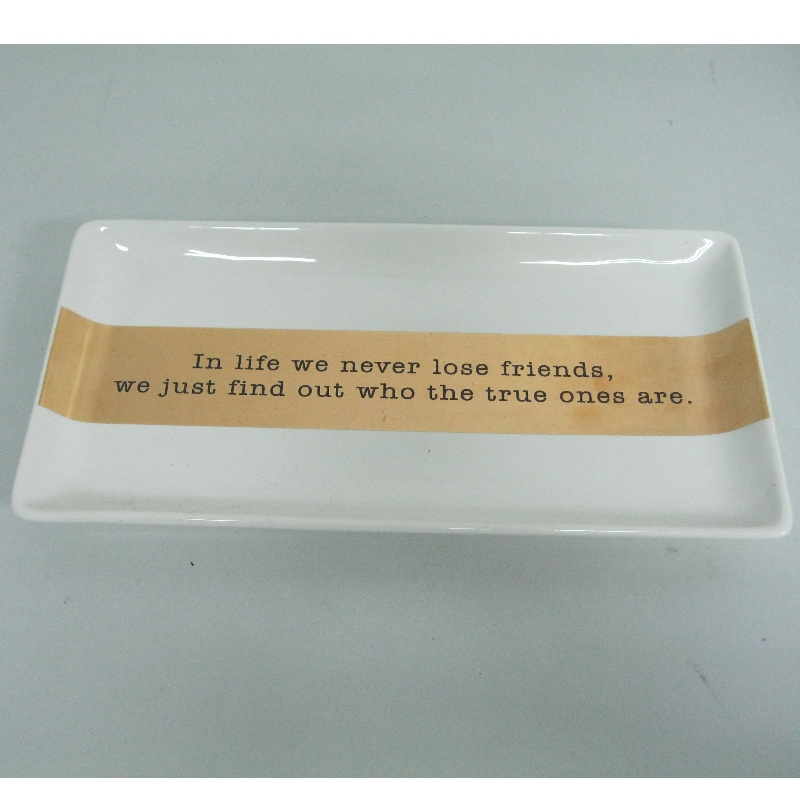 In life we never lose friends,
we just find out who the true ones are.